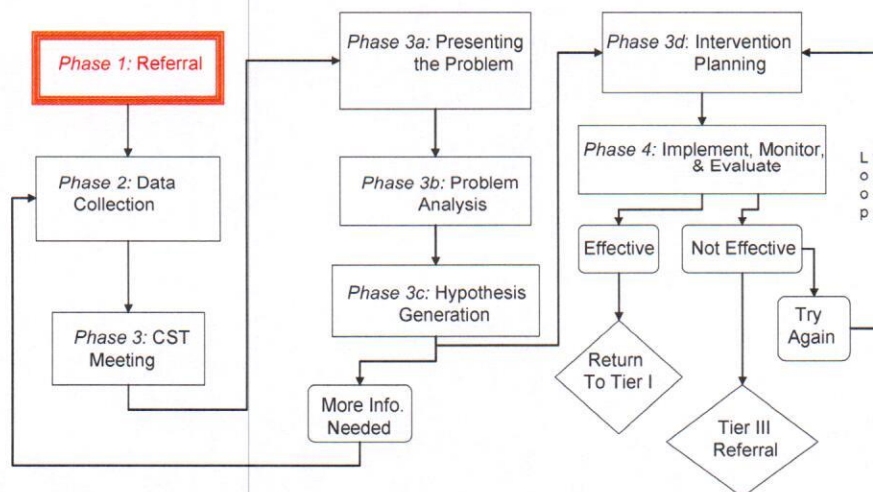 Phase 1: Referral
Phase 2: Data
Collection
Phase 3: CST
Meeting
Phase 3a: Presenting
the Problem
Phase 3b: Problem
Analysis
Phase 3c: Hypothesis
Generation
More Info.
Needed
Phase 3d: Intervention
Planning
Phase 4: Implement, Monitor,
& Evaluate
Effective
Not Effective
Return
To Tier I
Tier III
Referral
Try
Again
L
o
o
p